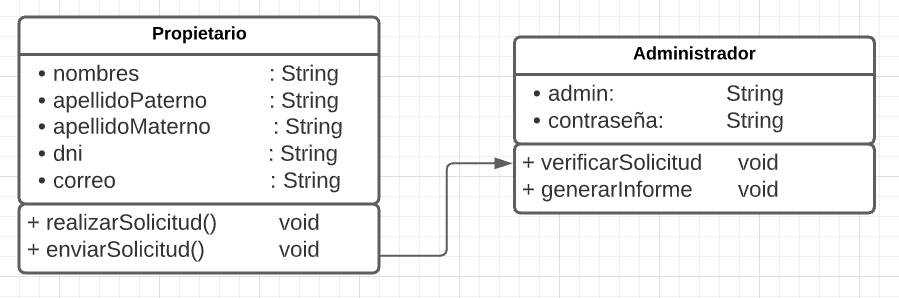 Propietario
• nombres : String
• apellidoPaterno : String
• apellidoMaterno : String
• dni : String
• correo : String
+ realizarSolicitud() void
+ enviarSolicitud() void
Administrador
• admin: String
• contraseña: String
+ verificarSolicitud void
+ generarInforme void